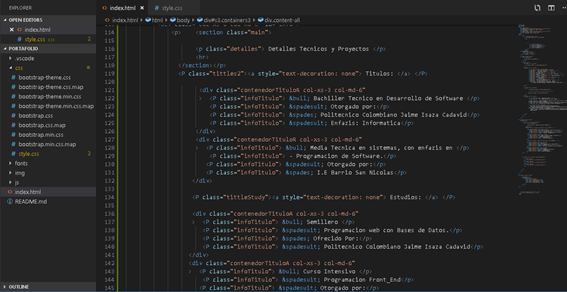 EXPLORER
OPEN EDITORS
index.html
style.css css 2
PORTAFOLIO
.vscode
css
bootstrap-theme.css
bootstrap-theme.css.map
bootstrap-theme.min.css
bootstrap-theme.min.css.map
bootstrap.css
bootstrap.css.map
bootstrap.min.css
bootstrap.min.css.map
style.css 2
fonts
img
js
index.html
README.md
OUTLINE
index.html style.css
index.html html body div#c1.container3 div.content-all
114 <p> <section class="main">
115
116 <p class="detalles"> Detalles Tecnicos y Proyectos </p>
117 <hr>
118 </section></p>
119 <P class="tittles2"><a style="text-decoration: none"> Titulos: </a> </P>
120
121 <div class="contenedorTituloA col-xs-3 col-md-6">
122 <P class="infoTitulo"> &bull; Bachiller Tecnico en Desarrollo de Software </p>
123 <P class="infoTitulo"> &spadesuit; Otorgado por:</p>
124 <P class="infoTitulo"> &spades; Politecnico Colombiano Jaime Isaza Cadavid</p>
125 <P class="infoTitulo"> &spadesuit; Enfazis: Informatica</p>
126 </div>
127 <div class="contenedorTituloR col-xs-3 col-md-6">
128 <P class="infoTitulo"> &bull; Media Tecnica en sistemas, con enfazis en </p>
129 <P class="infoTitulo"> - Programacion de Software.</p>
130 <P class="infoTitulo"> &spadesuit; Otorgado por:</p>
131 <P class="infoTitulo"> &spades; I.E Barrio San Nicolas</p>
132 </div>
133
134 <P class="tittleStudy"><a style="text-decoration: none"> Estudios: </a> </P>
135
136 <div class="contenedorTituloA col-xs-3 col-md-6">
137 <P class="infoTitulo"> &bull; Semillero </p>
138 <P class="infoTitulo"> &spadesuit; Programacion web con Bases de Datos.</p>
139 <P class="infoTitulo"> &spadesuit; Ofrecido Por:</p>
140 <P class="infoTitulo"> &spadesuit; Politecnico Colombiano Jaime Isaza Cadavid</p>
141 </div>
142 <div class="contenedorTituloA col-xs-3 col-md-6">
143 <P class="infoTitulo"> &bull; Curso Intensivo </p>
144 <P class="infoTitulo"> &spadesuit; Programacion Front_End</p>
145 <P class="infoTitulo"> &spadesuit; Otorgado por:</p>